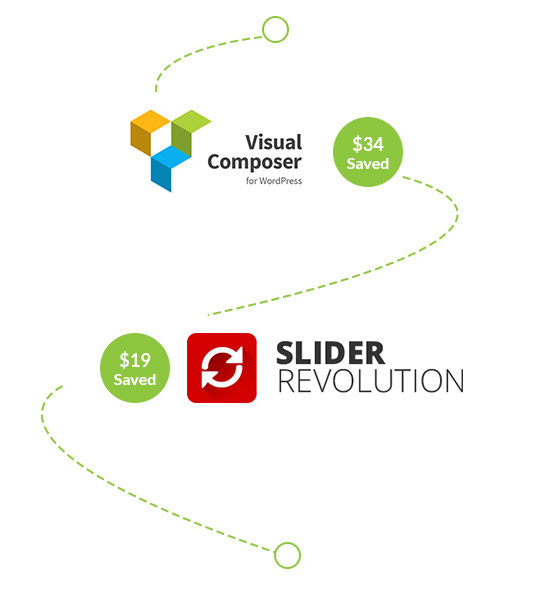 Visual
Composer
for WordPress
$34
Saved
$19
Saved
SLIDER
REVOLUTION